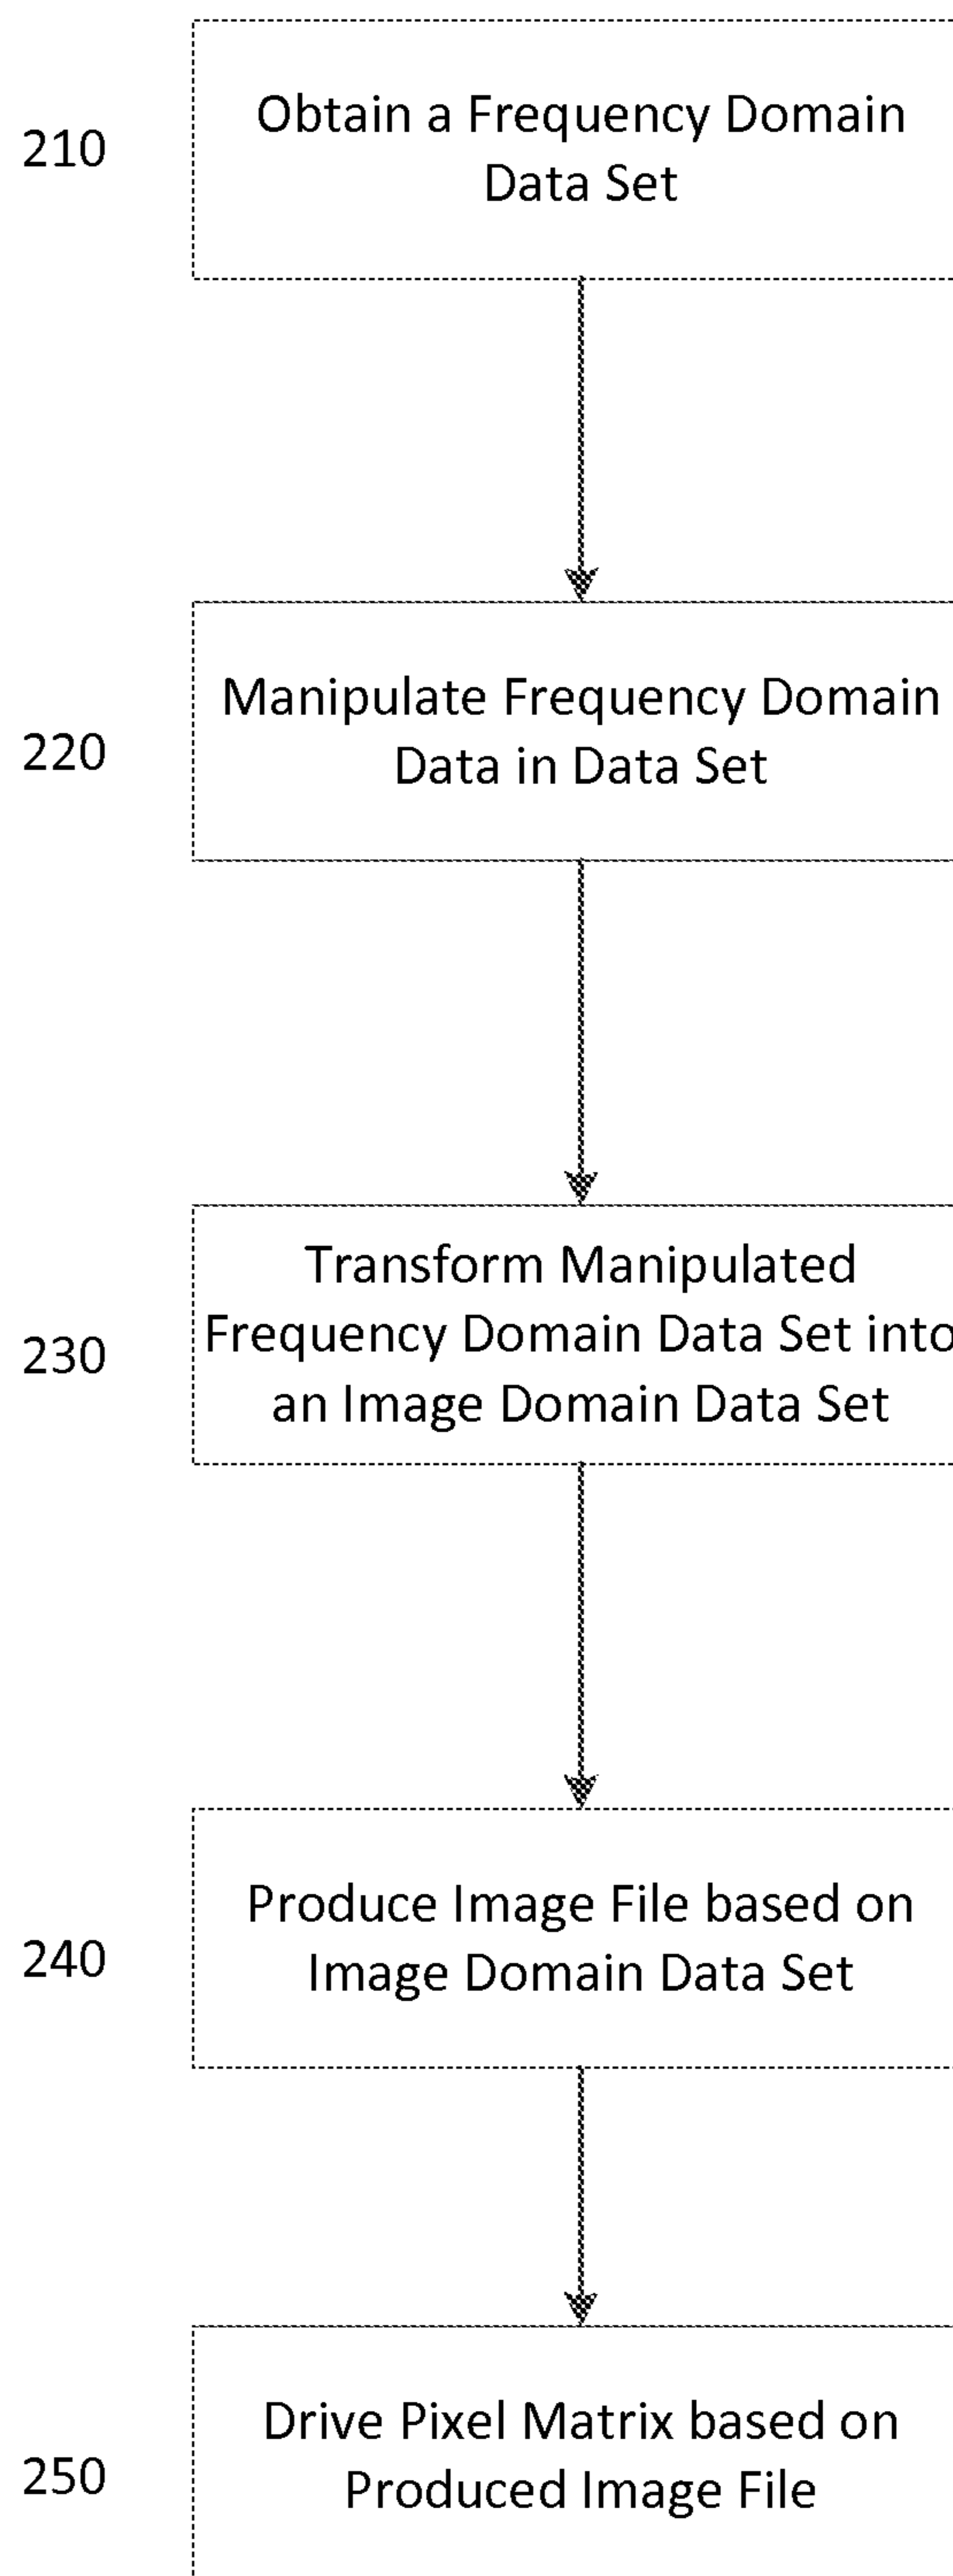 210
Obtain a Frequency Domain
Data Set
220
Manipulate Frequency Domain
Data in Data Set
230
Transform Manipulated
Frequency Domain Data Set into
an Image Domain Data Set
240
Produce Image File based on
Image Domain Data Set
250
Drive Pixel Matrix based on
Produced Image File